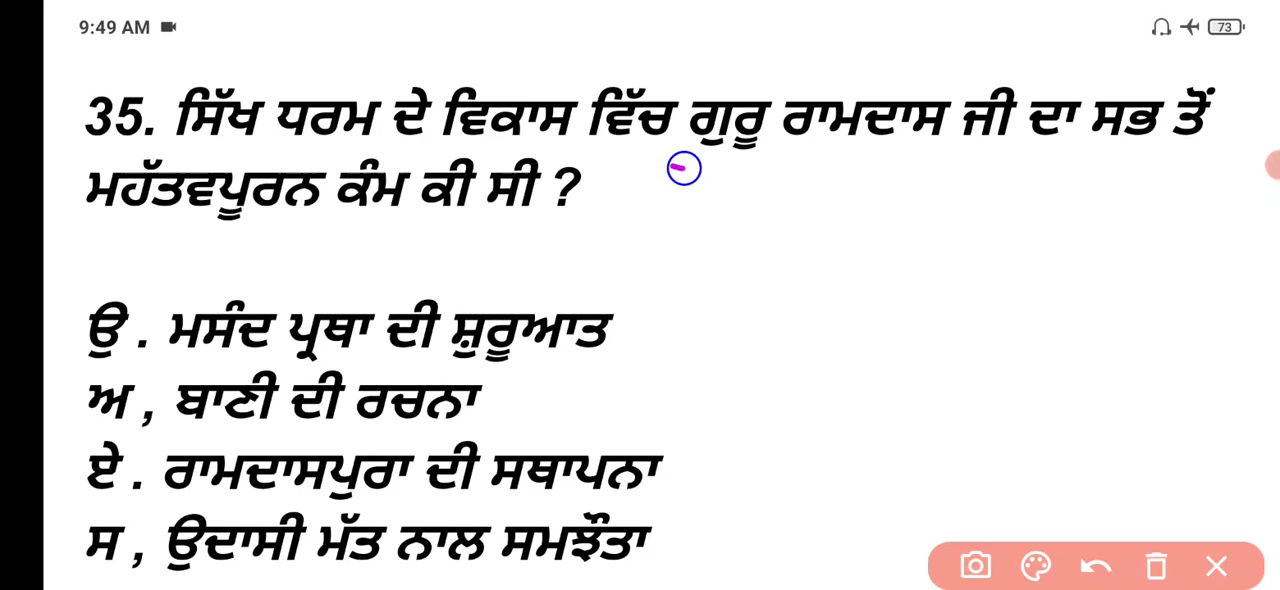 9:49 AM
73
35. ਸਿੱਖ ਧਰਮ ਦੇ ਵਿਕਾਸ ਵਿੱਚ ਗੁਰੂ ਰਾਮਦਾਸ ਜੀ ਦਾ ਸਭ ਤੋਂ
ਮਹੱਤਵਪੂਰਨ ਕੰਮ ਕੀ ਸੀ ?
ਉ . ਮਸੰਦ ਪ੍ਰਥਾ ਦੀ ਸ਼ੁਰੂਆਤ
ਅ , ਬਾਣੀ ਦੀ ਰਚਨਾ
ਏ . ਰਾਮਦਾਸਪੁਰਾ ਦੀ ਸਥਾਪਨਾ
ਸ , ਉਦਾਸੀ ਮੱਤ ਨਾਲ ਸਮਝੌਤਾ